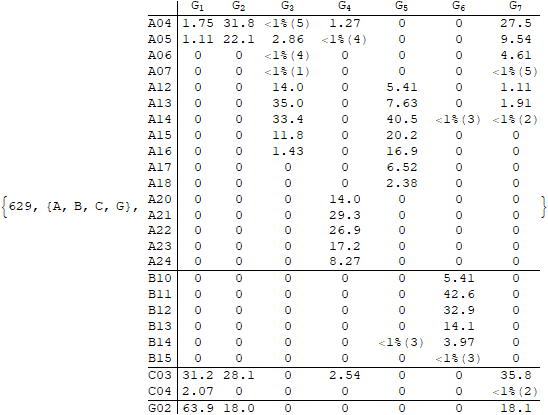 G1 G2 G3 G4 G5 G6 G7
A04 1.75 31.8 <1%(5) 1.27 0 0 27.5
A05 1.11 22.1 2.86 <1%(4) 0 0 9.54
A06 0 0 <1%(4) 0 0 0 4.61
A07 0 0 <1%(1) 0 0 0 <1%(5)
A12 0 0 14.0 0 5.41 0 1.11
A13 0 0 35.0 0 7.63 0 1.91
A14 0 0 33.4 0 40.5 <1%(3) <1%(2)
A15 0 0 11.8 0 20.2 0 0
A16 0 0 1.43 0 16.9 0 0
A17 0 0 0 0 6.52 0 0
A18 0 0 0 0 2.38 0 0
{629, {A, B, C, G}, A20 0 0 0 14.0 0 0 0 }
A21 0 0 0 29.3 0 0 0
A22 0 0 0 26.9 0 0 0
A23 0 0 0 17.2 0 0 0
A24 0 0 0 8.27 0 0 0
B10 0 0 0 0 0 5.41 0
B11 0 0 0 0 0 42.6 0
B12 0 0 0 0 0 32.9 0
B13 0 0 0 0 0 14.1 0
B14 0 0 0 0 <1%(3) 3.97 0
B15 0 0 0 0 0 <1%(3) 0
C03 31.2 28.1 0 2.54 0 0 35.8
C04 2.07 0 0 0 0 0 <1%(2)
G02 63.9 18.0 0 0 0 0 18.1